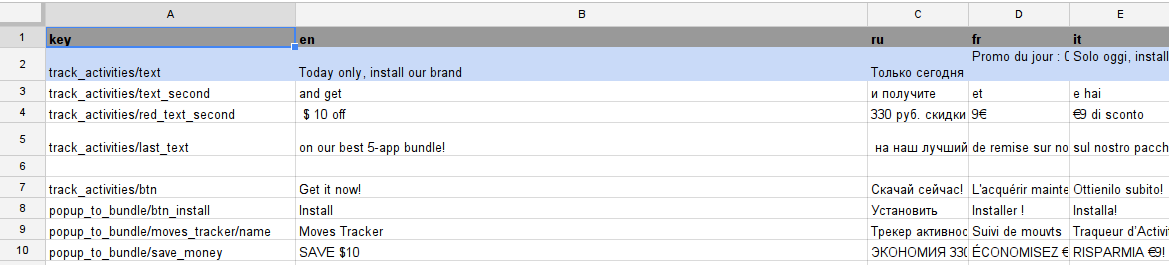 A B C D E
1 key en ru fr it
2 track_activities/text Today only, install our brand Только сегодня Promo du jour : Solo oggi, install
3 track_activities/text_second and get и получите et e hai
4 track_activities/red_text_second $ 10 off 330 руб. скидки 9€ €9 di sconto
5 track_activities/last_text on our best 5-app bundle! на наш лучший de remise sur no sul nostro pacch
6
7 track_activities/btn Get it now! Скачай сейчас! L'acquérir mainte Ottienilo subito!
8 popup_to_bundle/btn_install Install Установить Installer ! Installa!
9 popup_to_bundle/moves_tracker/name Moves Tracker Трекер активнос Suivi de mouvts Traqueur d'Activi
10 popup_to_bundle/save_money SAVE $10 ЭКОНОМИЯ 330 ÉCONOMISEZ € RISPARMIA €9!